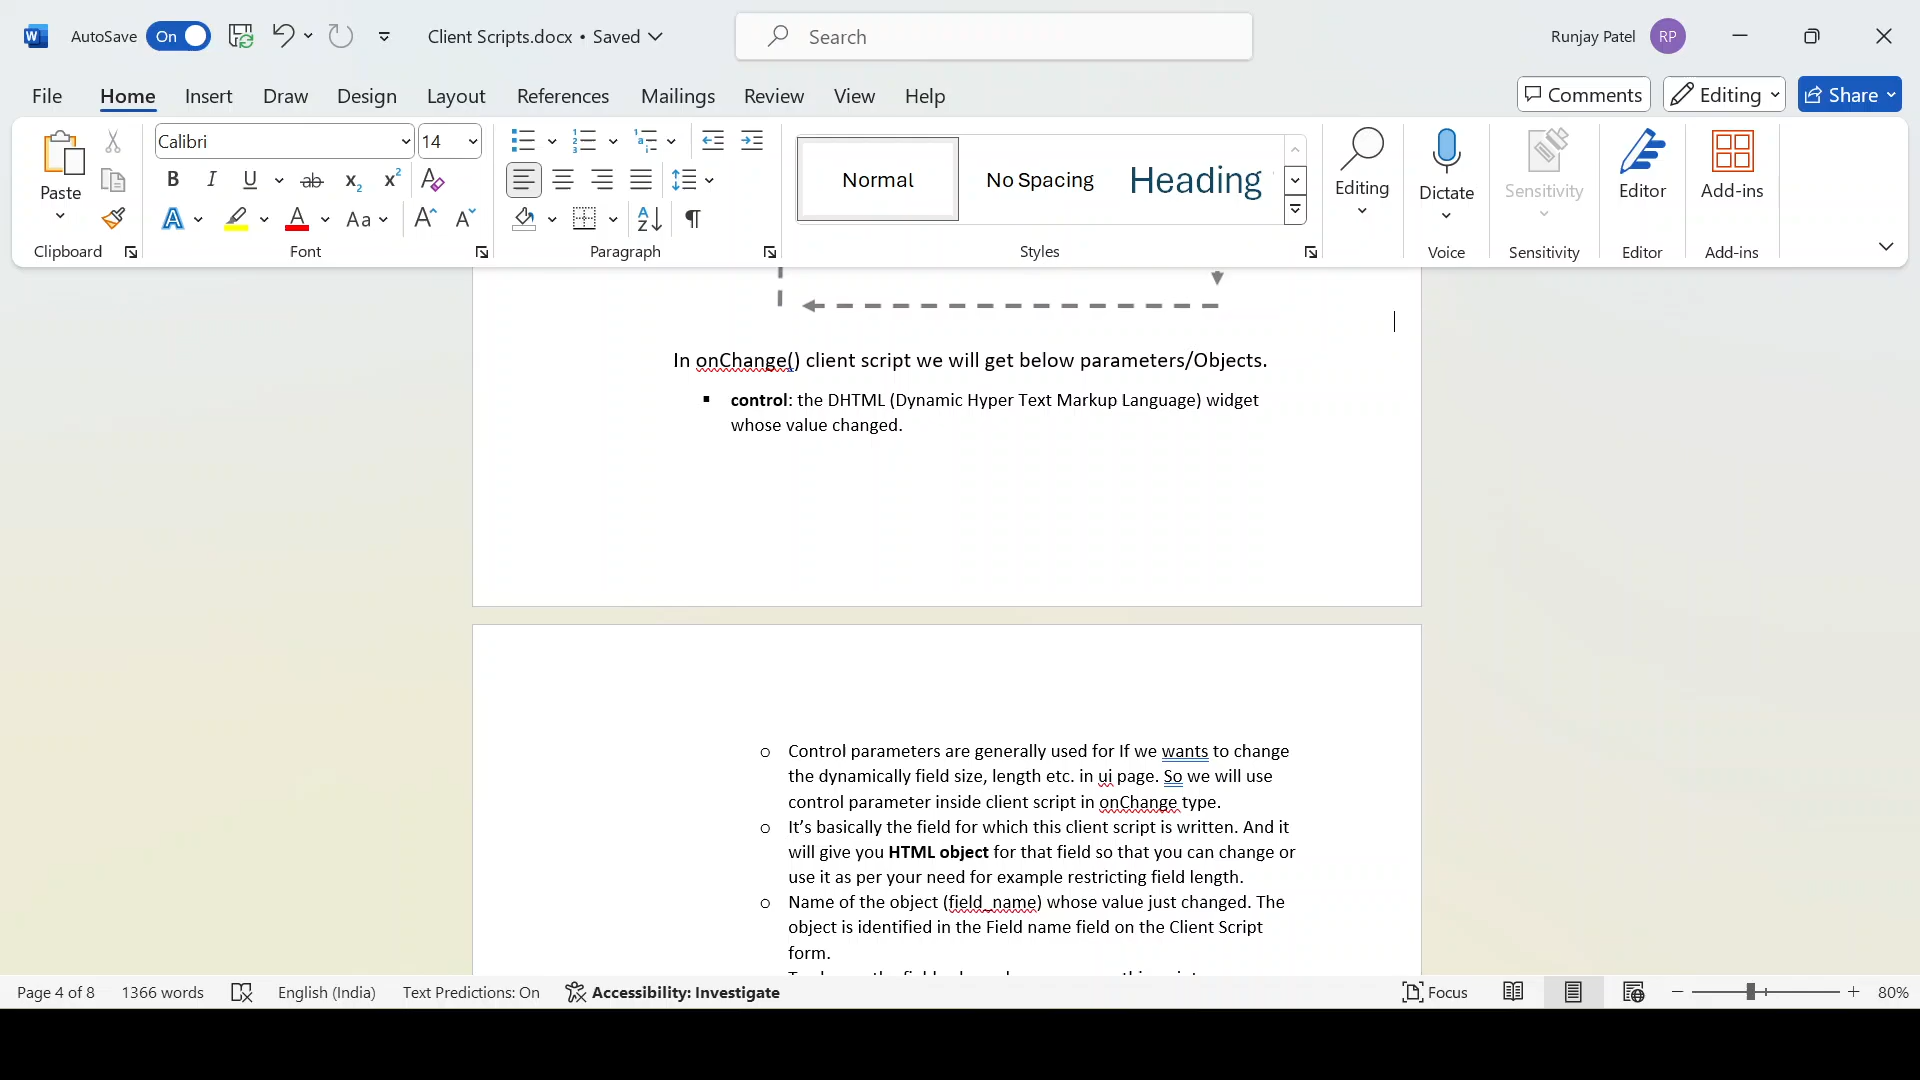 AutoSave On Client Scripts.docx • Saved Search Runjay Patel RP
File Home Insert Draw Design Layout References Mailings Review View Help Comments Editing Share
Paste Calibri 14 Normal No Spacing Heading Editing Dictate Sensitivity Editor Add-ins
Clipboard Font Paragraph Styles Voice Sensitivity Editor Add-ins
In onChange() client script we will get below parameters/Objects.
▪ control: the DHTML (Dynamic Hyper Text Markup Language) widget
whose value changed.
o Control parameters are generally used for If we wants to change
the dynamically field size, length etc. in ui page. So we will use
control parameter inside client script in onChange type.
o It’s basically the field for which this client script is written. And it
will give you HTML object for that field so that you can change or
use it as per your need for example restricting field length.
o Name of the object (field_name) whose value just changed. The
object is identified in the Field name field on the Client Script
form.
Page 4 of 8 1366 words English (India) Text Predictions: On Accessibility: Investigate Focus 80%